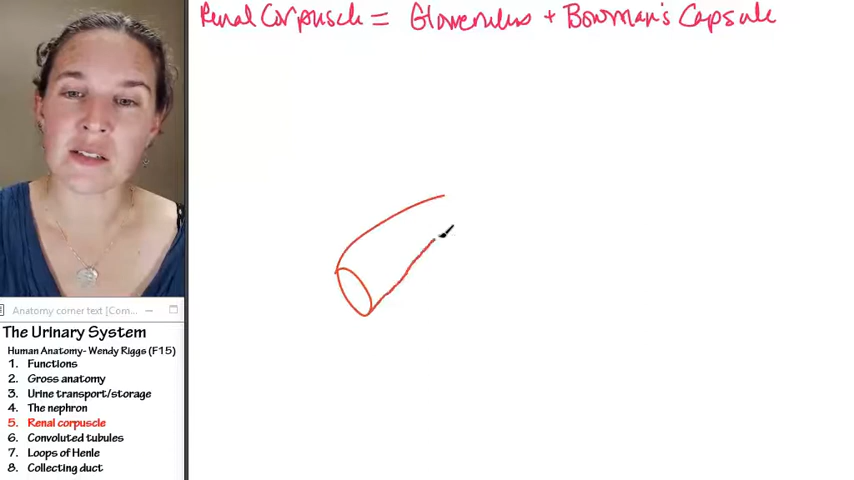 Renal Corpuscle = Glomerulus + Bowman's Capsule
Anatomy corner text [Com...
The Urinary System
Human Anatomy- Wendy Riggs (F15)
1. Functions
2. Gross anatomy
3. Urine transport/storage
4. The nephron
5. Renal corpuscle
6. Convoluted tubules
7. Loops of Henle
8. Collecting duct